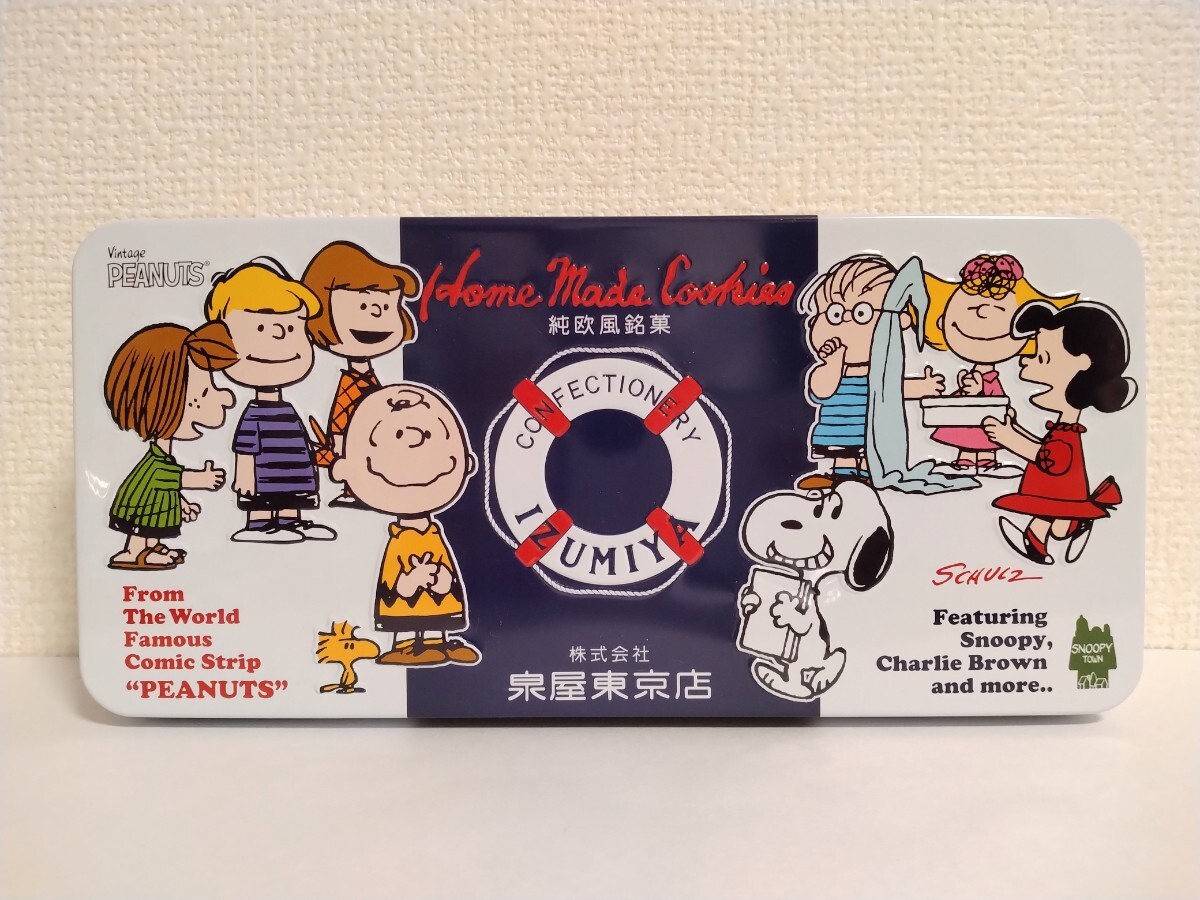 Vintage
PEANUTS®
Home Made Cookies
純欧風銘菓
CONFECTIONERY
IZUMIYA
株式会社
泉屋東京店
From
The World
Famous
Comic Strip
“PEANUTS”
SCHULZ
Featuring
Snoopy,
Charlie Brown
and more..
SNOOPY
TOWN